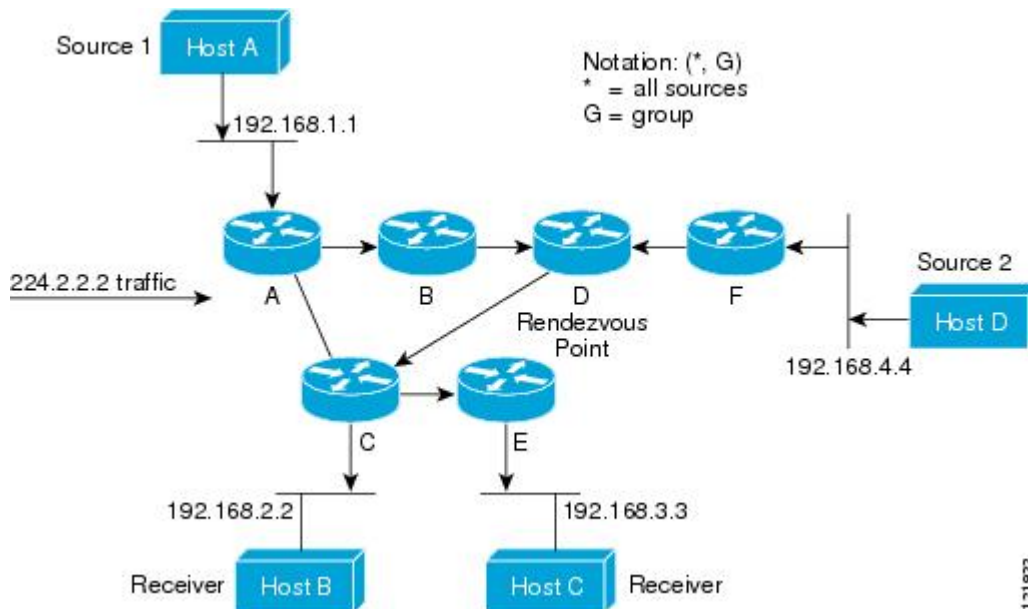 Source 1
Host A
Notation: (*, G)
* = all sources
G = group
192.168.1.1
224.2.2.2 traffic
A
B
D
F
Rendezvous
Point
Source 2
Host D
192.168.4.4
C
E
192.168.2.2
192.168.3.3
Receiver
Host B
Host C
Receiver